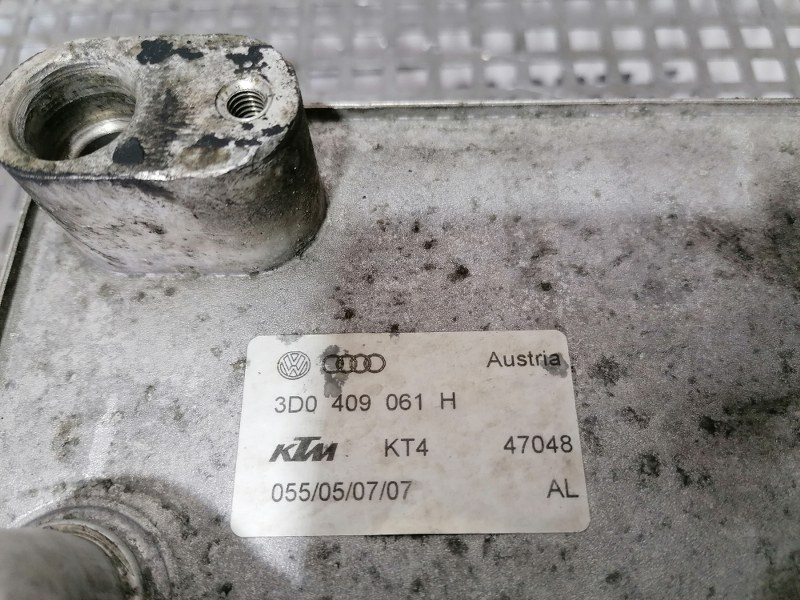 Austria
3D0 409 061 H
KTM KT4 47048
055/05/07/07 AL